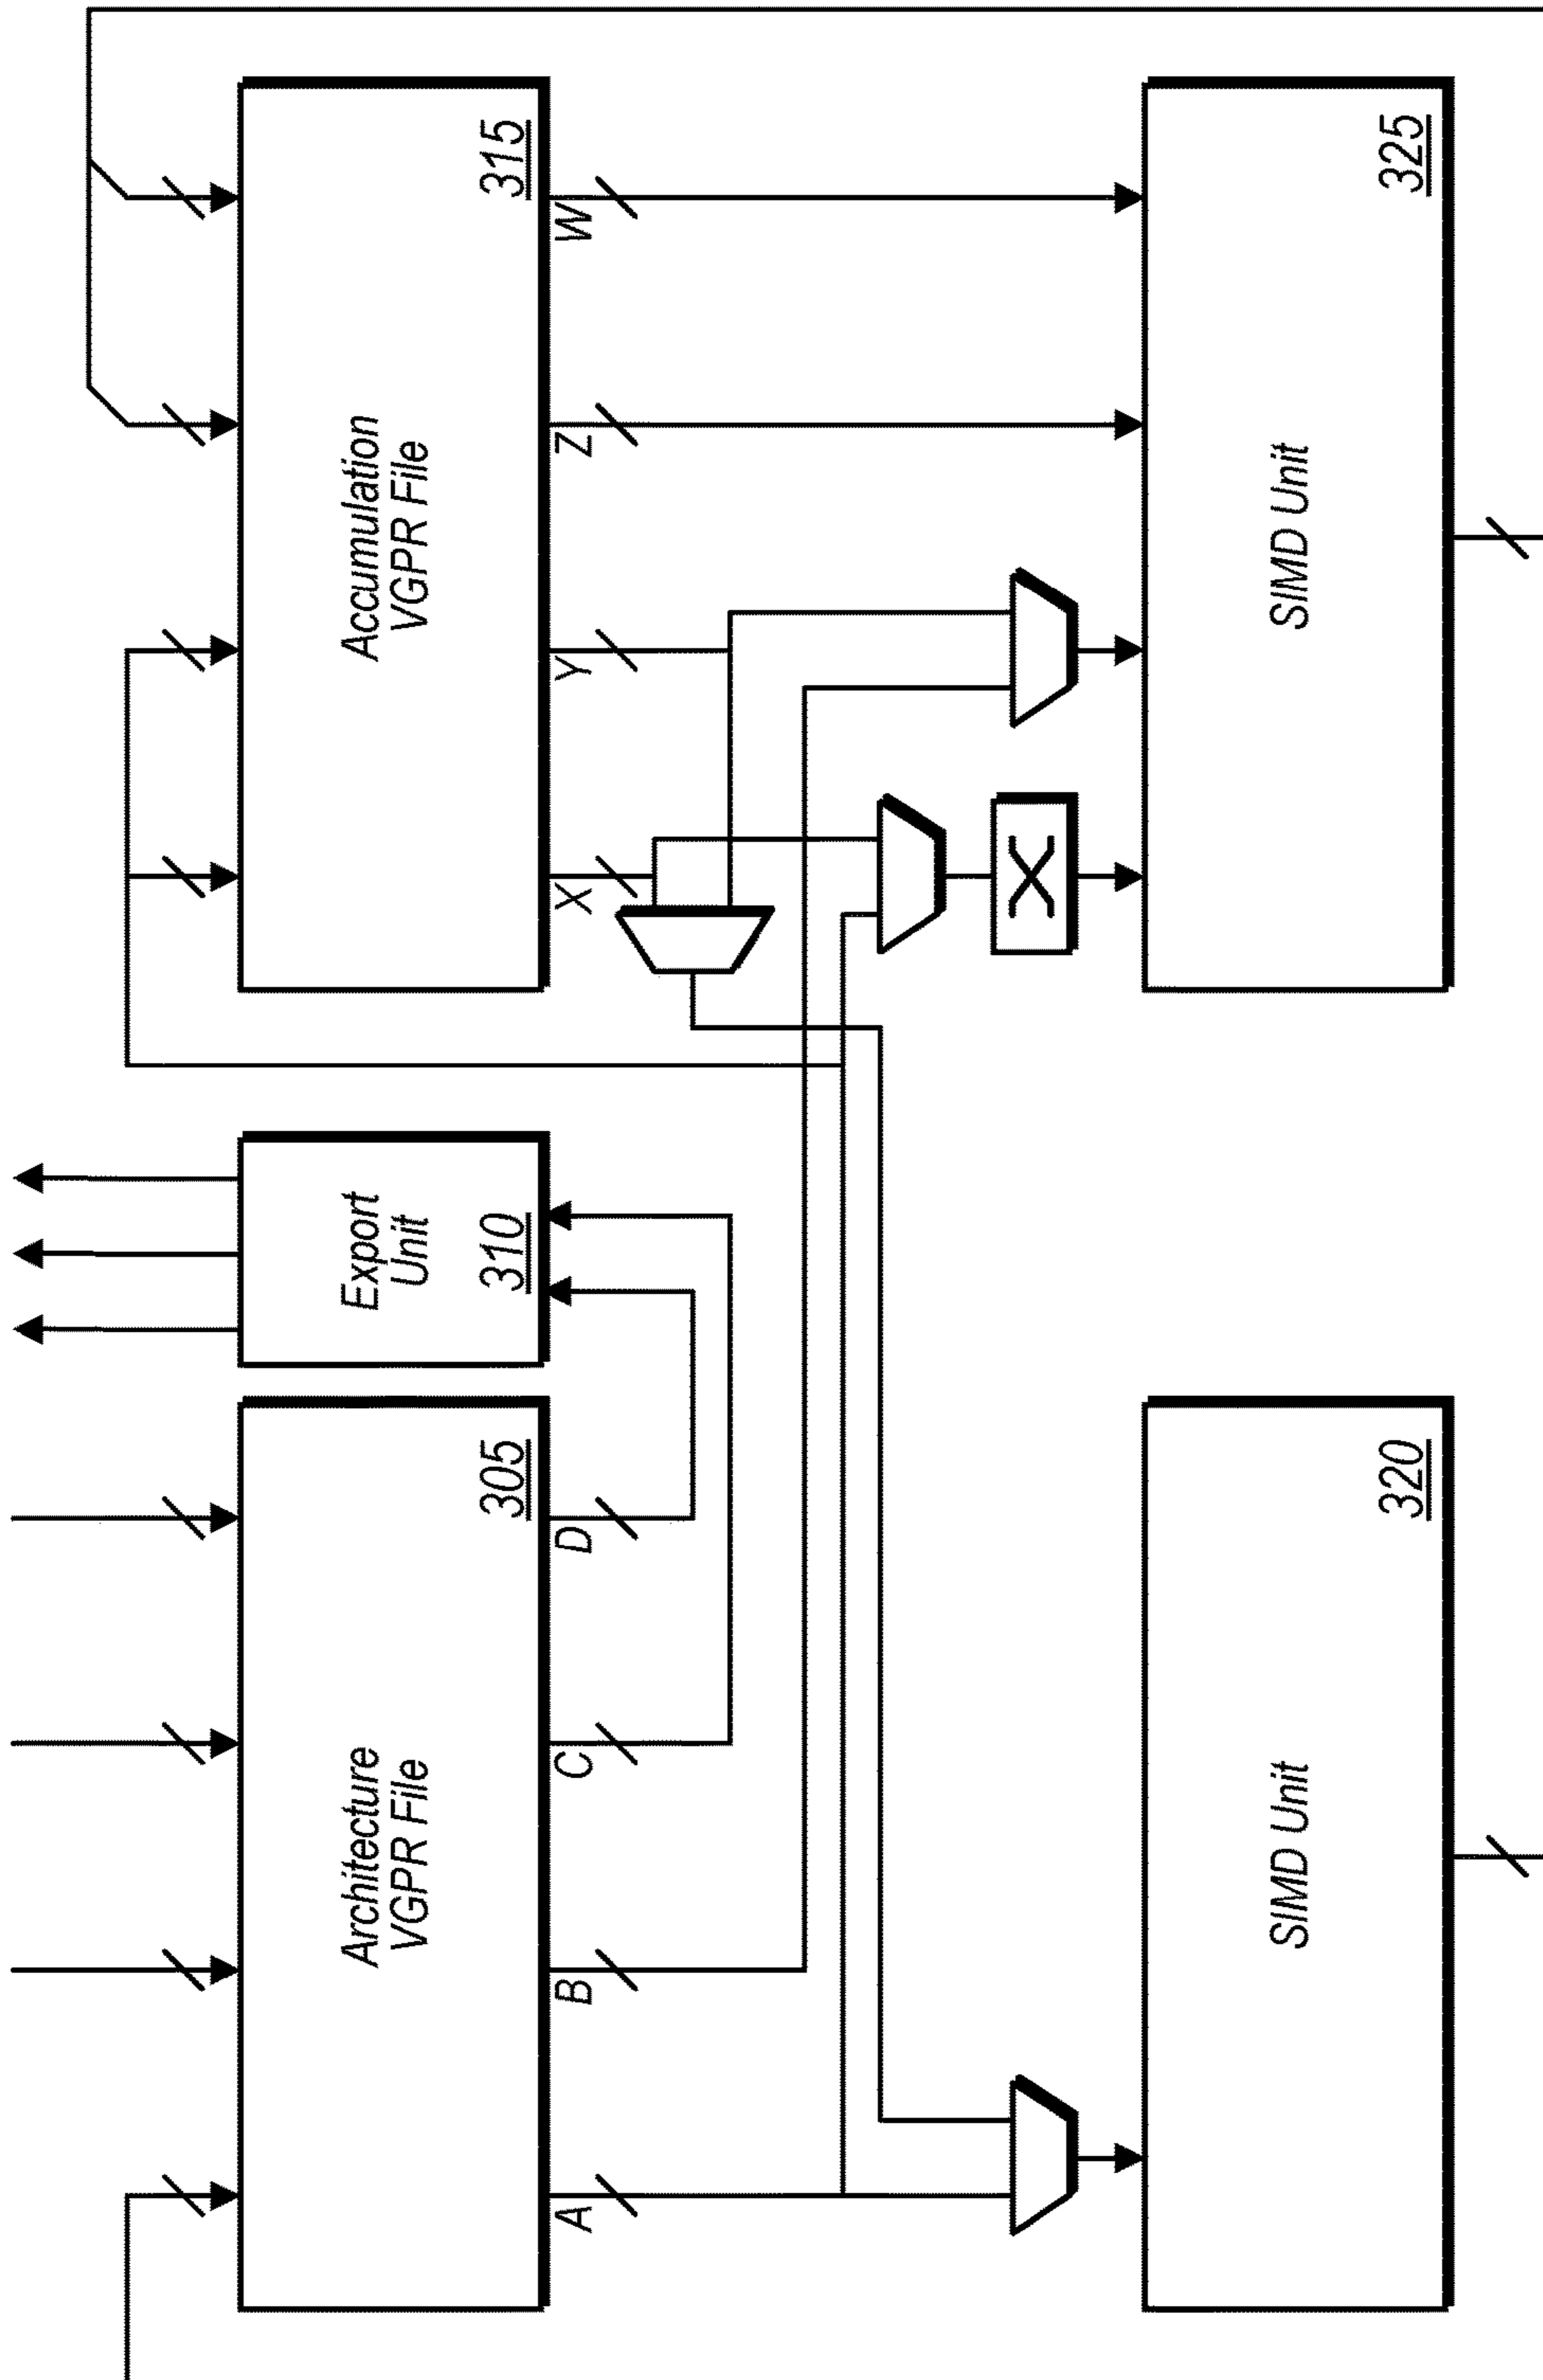 Architecture
VGPR File
305
Export
Unit
310
Accumulation
VGPR File
315
A
B
C
D
X
Y
Z
W
SIMD Unit
320
SIMD Unit
325